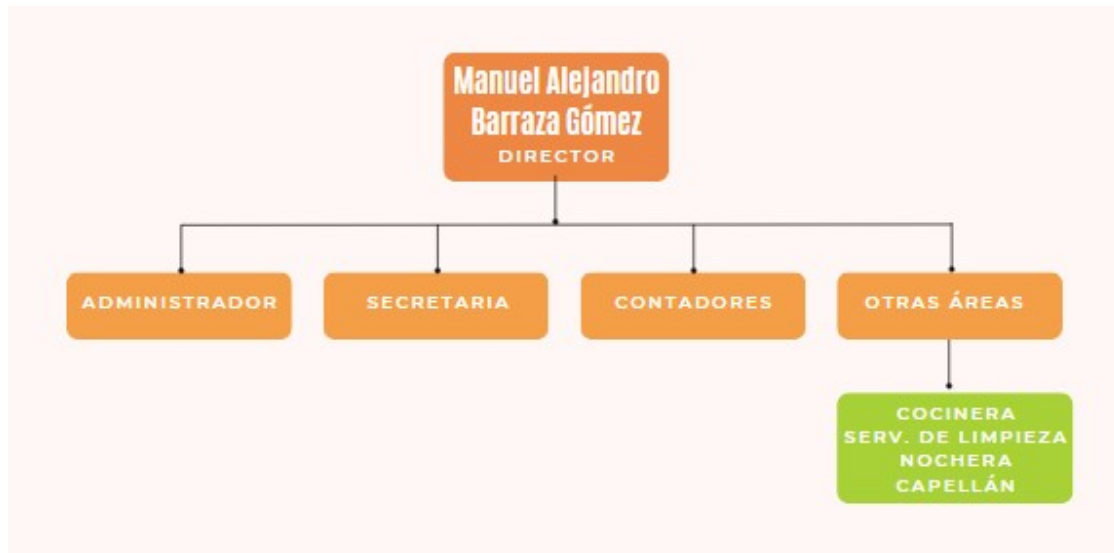 Manuel Alejandro
Barraza Gómez
DIRECTOR
ADMINISTRADOR
SECRETARIA
CONTADORES
OTRAS ÁREAS
COCINERA
SERV. DE LIMPIEZA
NOCHERA
CAPELLÁN